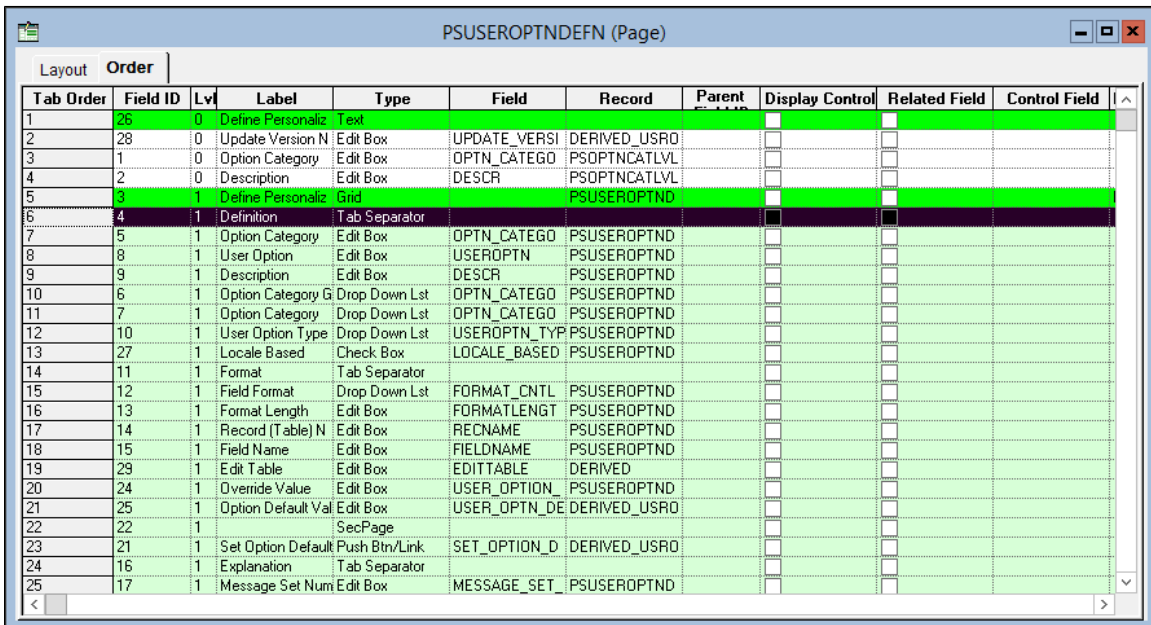 PSUSEROPTNDEFN (Page)
Layout Order
Tab Order Field ID Lvl Label Type Field Record Parent Display Control Related Field Control Field
1 26 0 Define Personaliz Text
2 28 0 Update Version N Edit Box UPDATE_VERSI DERIVED_USRO
3 1 0 Option Category Edit Box OPTN_CATEGO PSOPTNCATLVL
4 2 0 Description Edit Box DESCR PSOPTNCATLVL
5 3 1 Define Personaliz Grid PSUSEROPTND
6 4 1 Definition Tab Separator
7 5 1 Option Category Edit Box OPTN_CATEGO PSUSEROPTND
8 8 1 User Option Edit Box USEROPTN PSUSEROPTND
9 9 1 Description Edit Box DESCR PSUSEROPTND
10 6 1 Option Category G Drop Down Lst OPTN_CATEGO PSUSEROPTND
11 7 1 Option Category Drop Down Lst OPTN_CATEGO PSUSEROPTND
12 10 1 User Option Type Drop Down Lst USEROPTN_TYP PSUSEROPTND
13 27 1 Locale Based Check Box LOCALE_BASED PSUSEROPTND
14 11 1 Format Tab Separator
15 12 1 Field Format Drop Down Lst FORMAT_CNTL PSUSEROPTND
16 13 1 Format Length Edit Box FORMATLENGT PSUSEROPTND
17 14 1 Record (Table) N Edit Box RECNAME PSUSEROPTND
18 15 1 Field Name Edit Box FIELDNAME PSUSEROPTND
19 29 1 Edit Table Edit Box EDITTABLE DERIVED
20 24 1 Override Value Edit Box USER_OPTION_ PSUSEROPTND
21 25 1 Option Default Val Edit Box USER_OPTN_DE DERIVED_USRO
22 22 1 SecPage
23 21 1 Set Option Default Push Btn/Link SET_OPTION_D DERIVED_USRO
24 16 1 Explanation Tab Separator
25 17 1 Message Set Num Edit Box MESSAGE_SET_ PSUSEROPTND